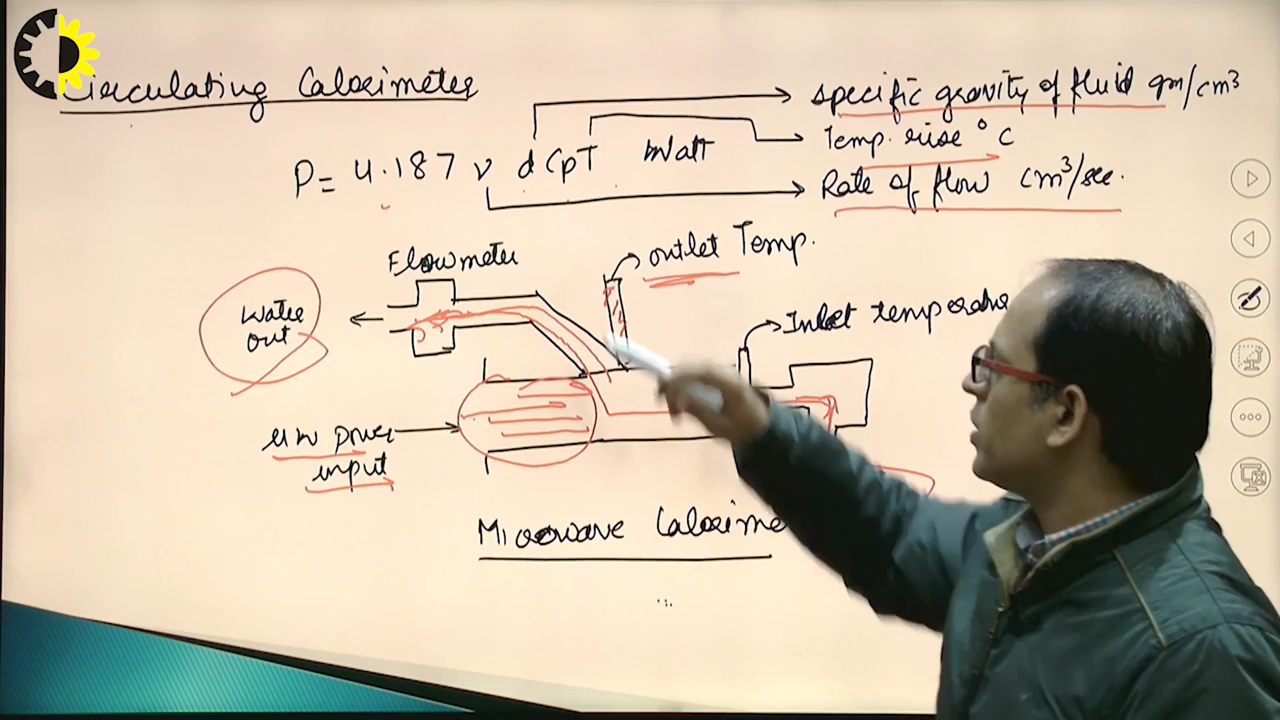 Circulating Calorimeter
specific gravity of fluid gm/cm³
Temp. rise °C
P = 4.187 v d Cp T Watt
Rate of flow cm³/sec.
Flowmeter
outlet Temp.
Water
out
Inlet temperature
power
input
Microwave Calorime